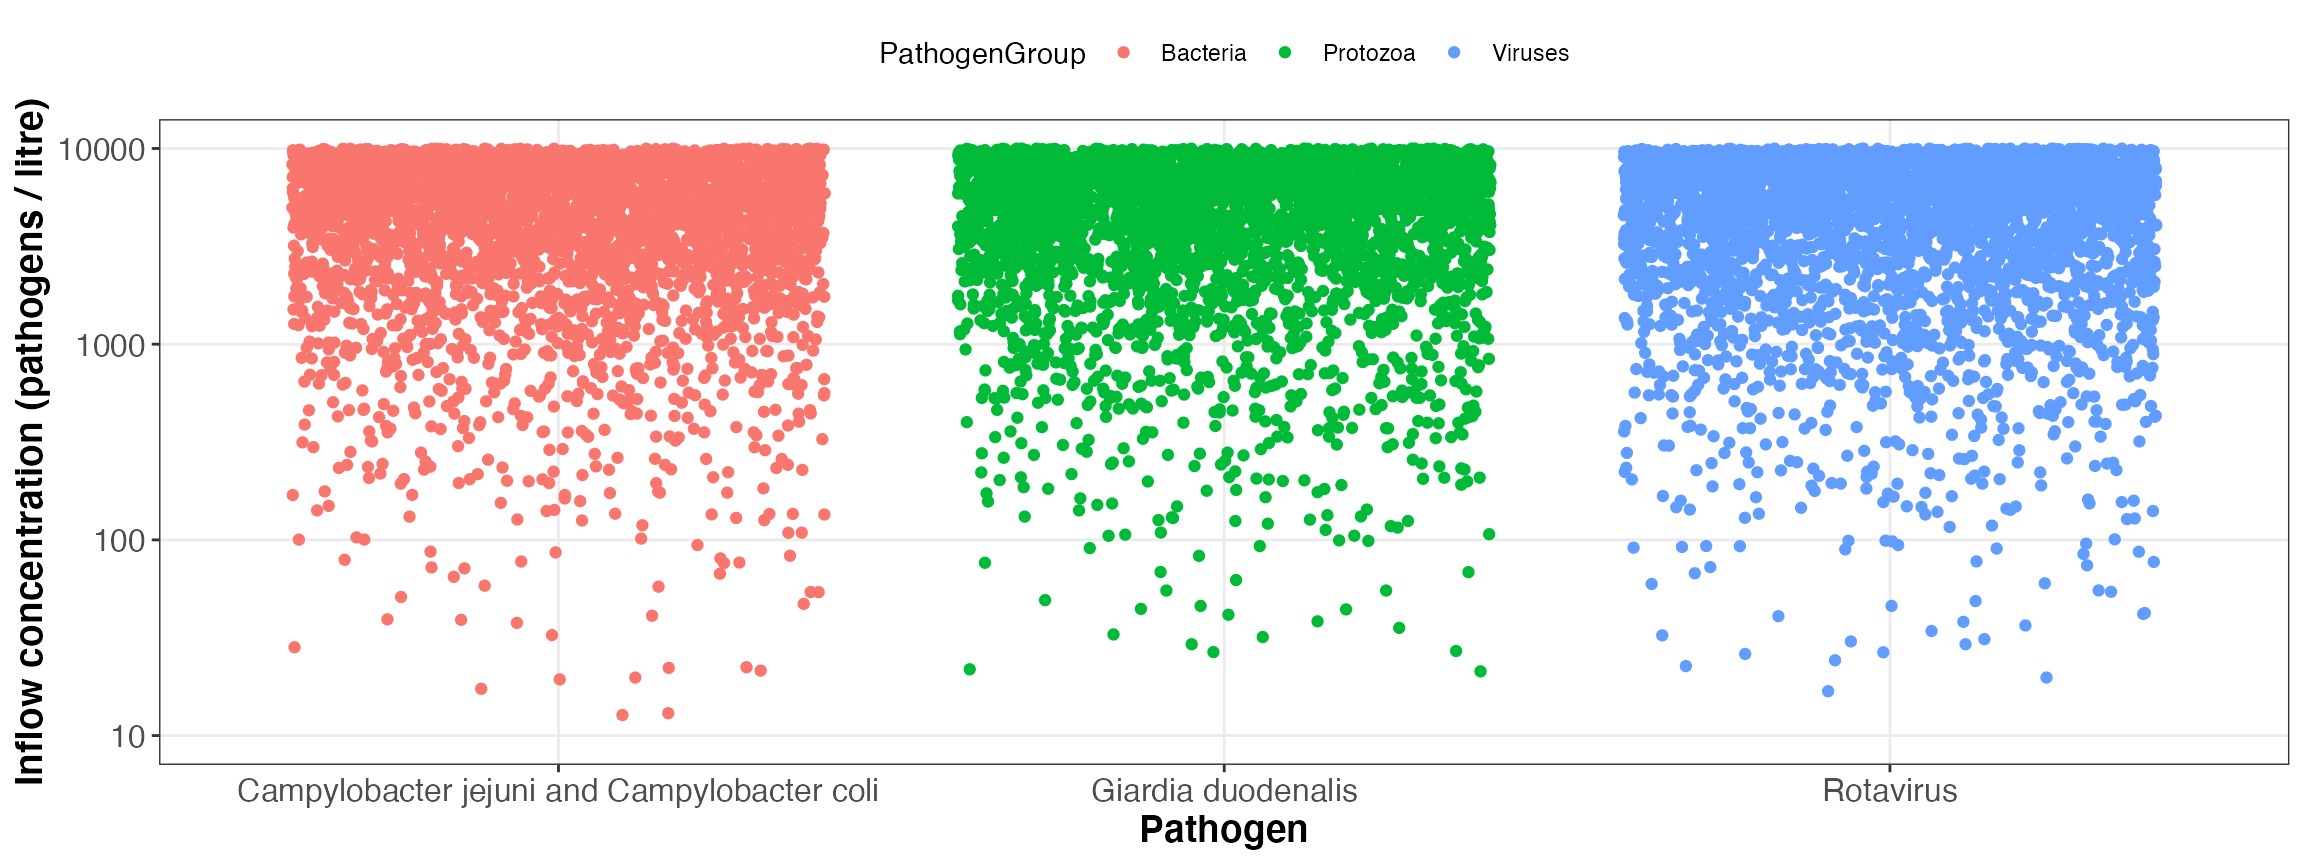 PathogenGroup Bacteria Protozoa Viruses
Inflow concentration (pathogens / litre)
10000
1000
100
10
Campylobacter jejuni and Campylobacter coli Giardia duodenalis Rotavirus
Pathogen